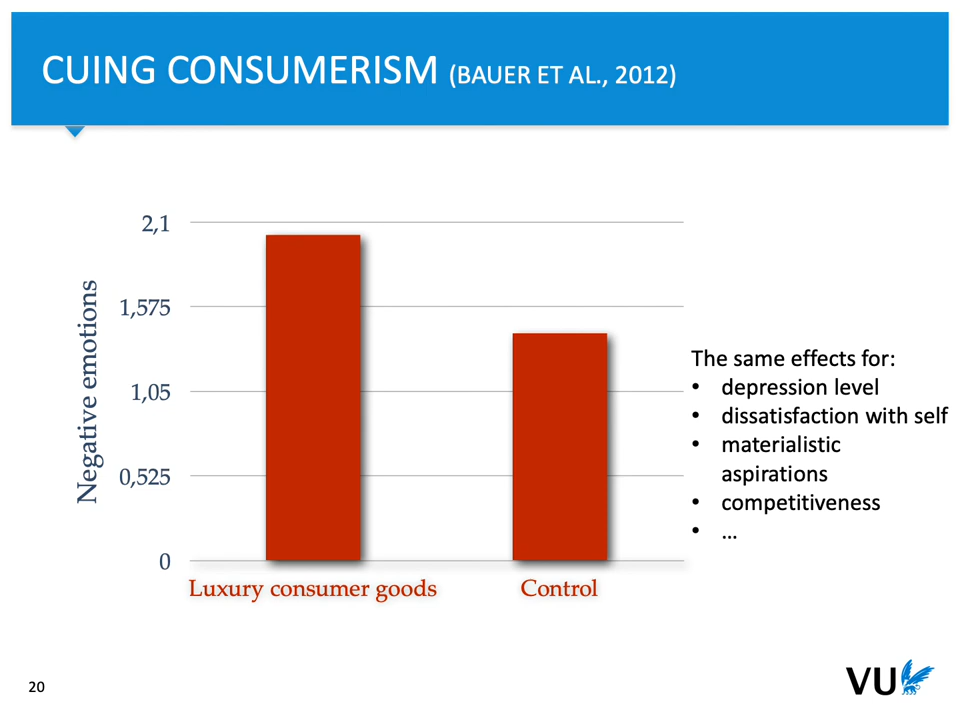 CUING CONSUMERISM (BAUER ET AL., 2012)
2,1
1,575
1,05
0,525
0
Negative emotions
Luxury consumer goods
Control
The same effects for:
• depression level
• dissatisfaction with self
• materialistic
aspirations
• competitiveness
• ...
20
VU